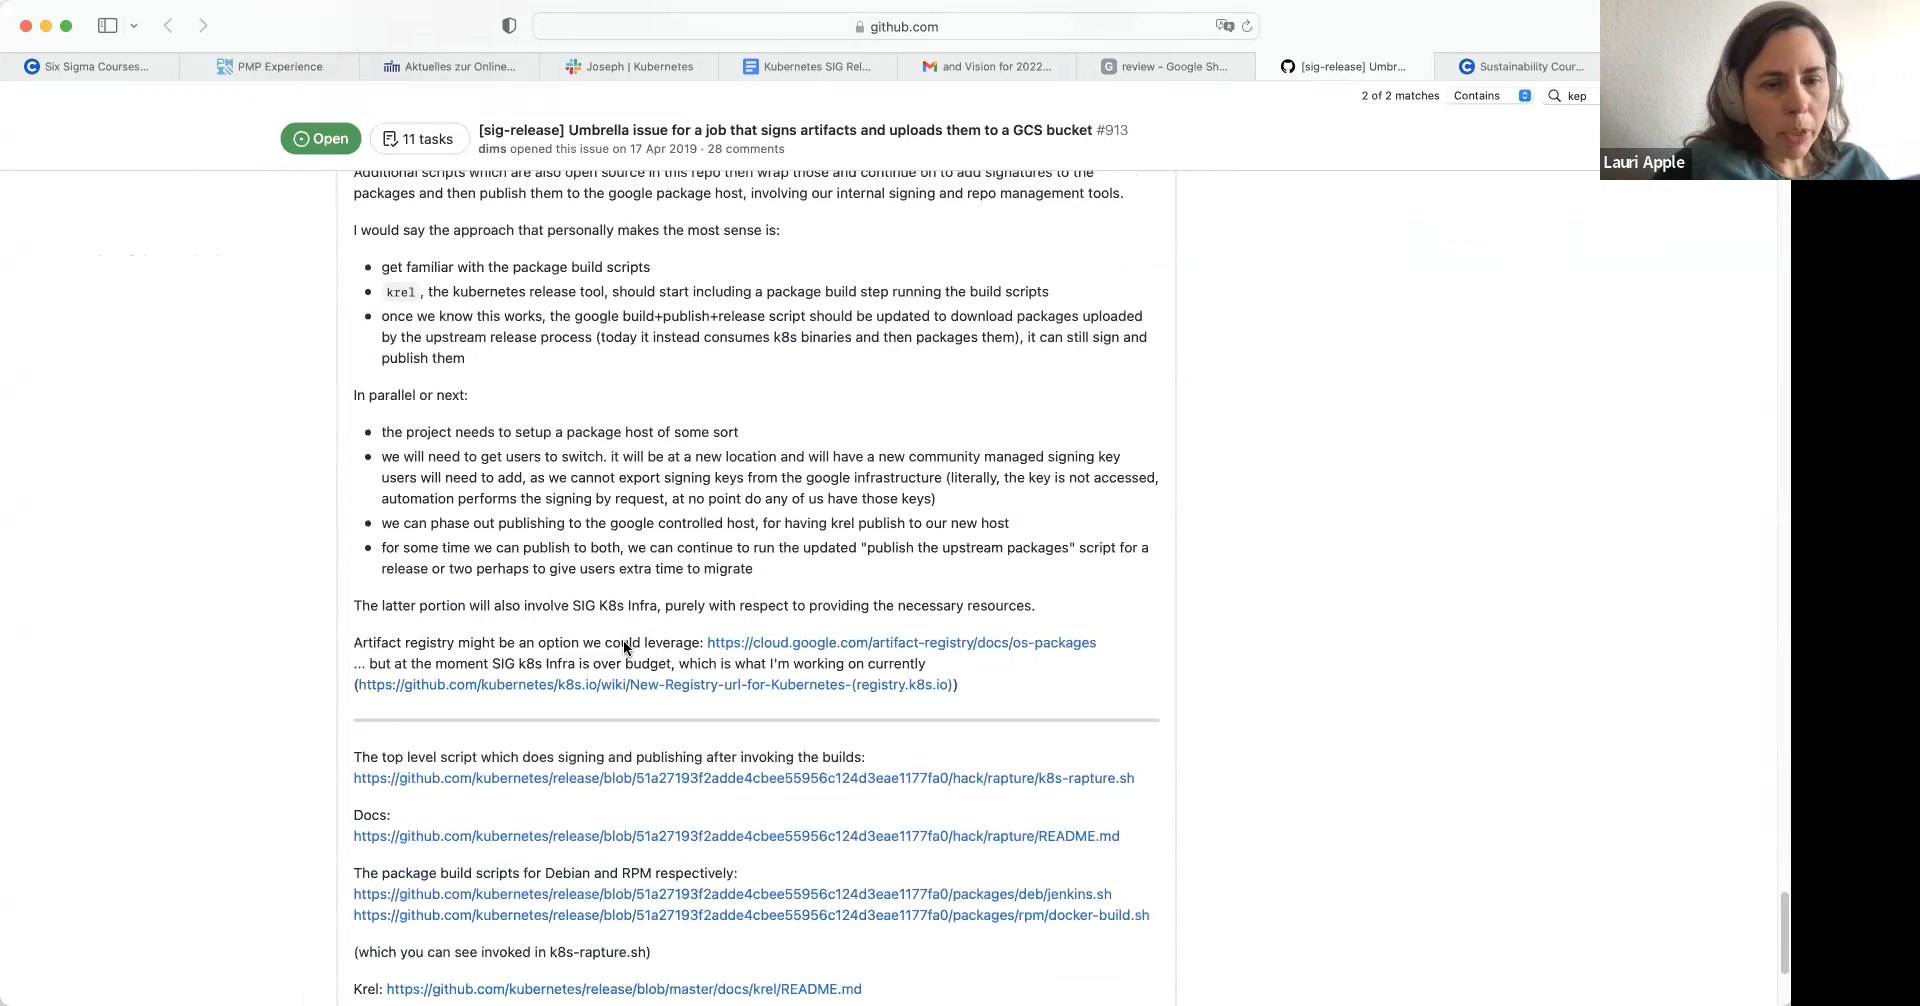 github.com
Six Sigma Courses...
PMP Experience
Aktuelles zur Online...
Joseph | Kubernetes
Kubernetes SIG Rel...
and Vision for 2022...
review - Google Sh...
[sig-release] Umbr...
Sustainability Cour...
2 of 2 matches Contains kep
Open
11 tasks
[sig-release] Umbrella issue for a job that signs artifacts and uploads them to a GCS bucket #913
dims opened this issue on 17 Apr 2019 · 28 comments
Lauri Apple
Additional scripts which are also open source in this repo then wrap those and continue on to add signatures to the
packages and then publish them to the google package host, involving our internal signing and repo management tools.
I would say the approach that personally makes the most sense is:
• get familiar with the package build scripts
• krel , the kubernetes release tool, should start including a package build step running the build scripts
• once we know this works, the google build+publish+release script should be updated to download packages uploaded
by the upstream release process (today it instead consumes k8s binaries and then packages them), it can still sign and
publish them
In parallel or next:
• the project needs to setup a package host of some sort
• we will need to get users to switch. it will be at a new location and will have a new community managed signing key
users will need to add, as we cannot export signing keys from the google infrastructure (literally, the key is not accessed,
automation performs the signing by request, at no point do any of us have those keys)
• we can phase out publishing to the google controlled host, for having krel publish to our new host
• for some time we can publish to both, we can continue to run the updated "publish the upstream packages" script for a
release or two perhaps to give users extra time to migrate
The latter portion will also involve SIG K8s Infra, purely with respect to providing the necessary resources.
Artifact registry might be an option we could leverage: https://cloud.google.com/artifact-registry/docs/os-packages
... but at the moment SIG k8s Infra is over budget, which is what I'm working on currently
(https://github.com/kubernetes/k8s.io/wiki/New-Registry-url-for-Kubernetes-(registry.k8s.io))
The top level script which does signing and publishing after invoking the builds:
https://github.com/kubernetes/release/blob/51a27193f2adde4cbee55956c124d3eae1177fa0/hack/rapture/k8s-rapture.sh
Docs:
https://github.com/kubernetes/release/blob/51a27193f2adde4cbee55956c124d3eae1177fa0/hack/rapture/README.md
The package build scripts for Debian and RPM respectively:
https://github.com/kubernetes/release/blob/51a27193f2adde4cbee55956c124d3eae1177fa0/packages/deb/jenkins.sh
https://github.com/kubernetes/release/blob/51a27193f2adde4cbee55956c124d3eae1177fa0/packages/rpm/docker-build.sh
(which you can see invoked in k8s-rapture.sh)
Krel: https://github.com/kubernetes/release/blob/master/docs/krel/README.md